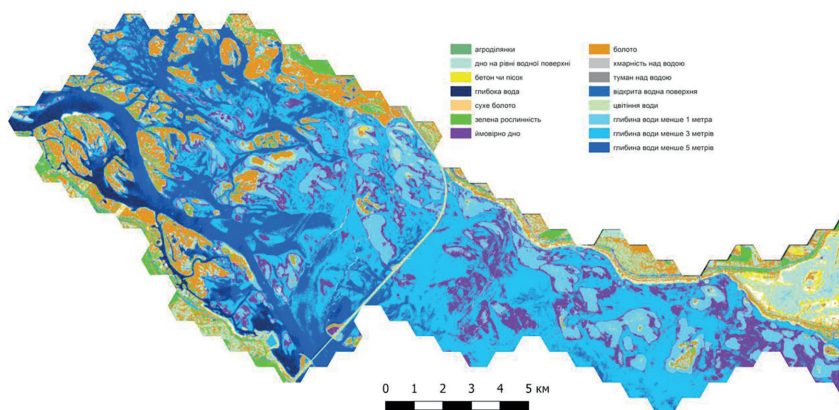 агроділянки
дно на рівні водної поверхні
бетон чи пісок
глибока вода
сухе болото
зелена рослинність
ймовірно дно
болото
хмарність над водою
туман над водою
відкрита водна поверхня
цвітіння води
глибина води менше 1 метра
глибина води менше 3 метрів
глибина води менше 5 метрів
0 1 2 3 4 5 км